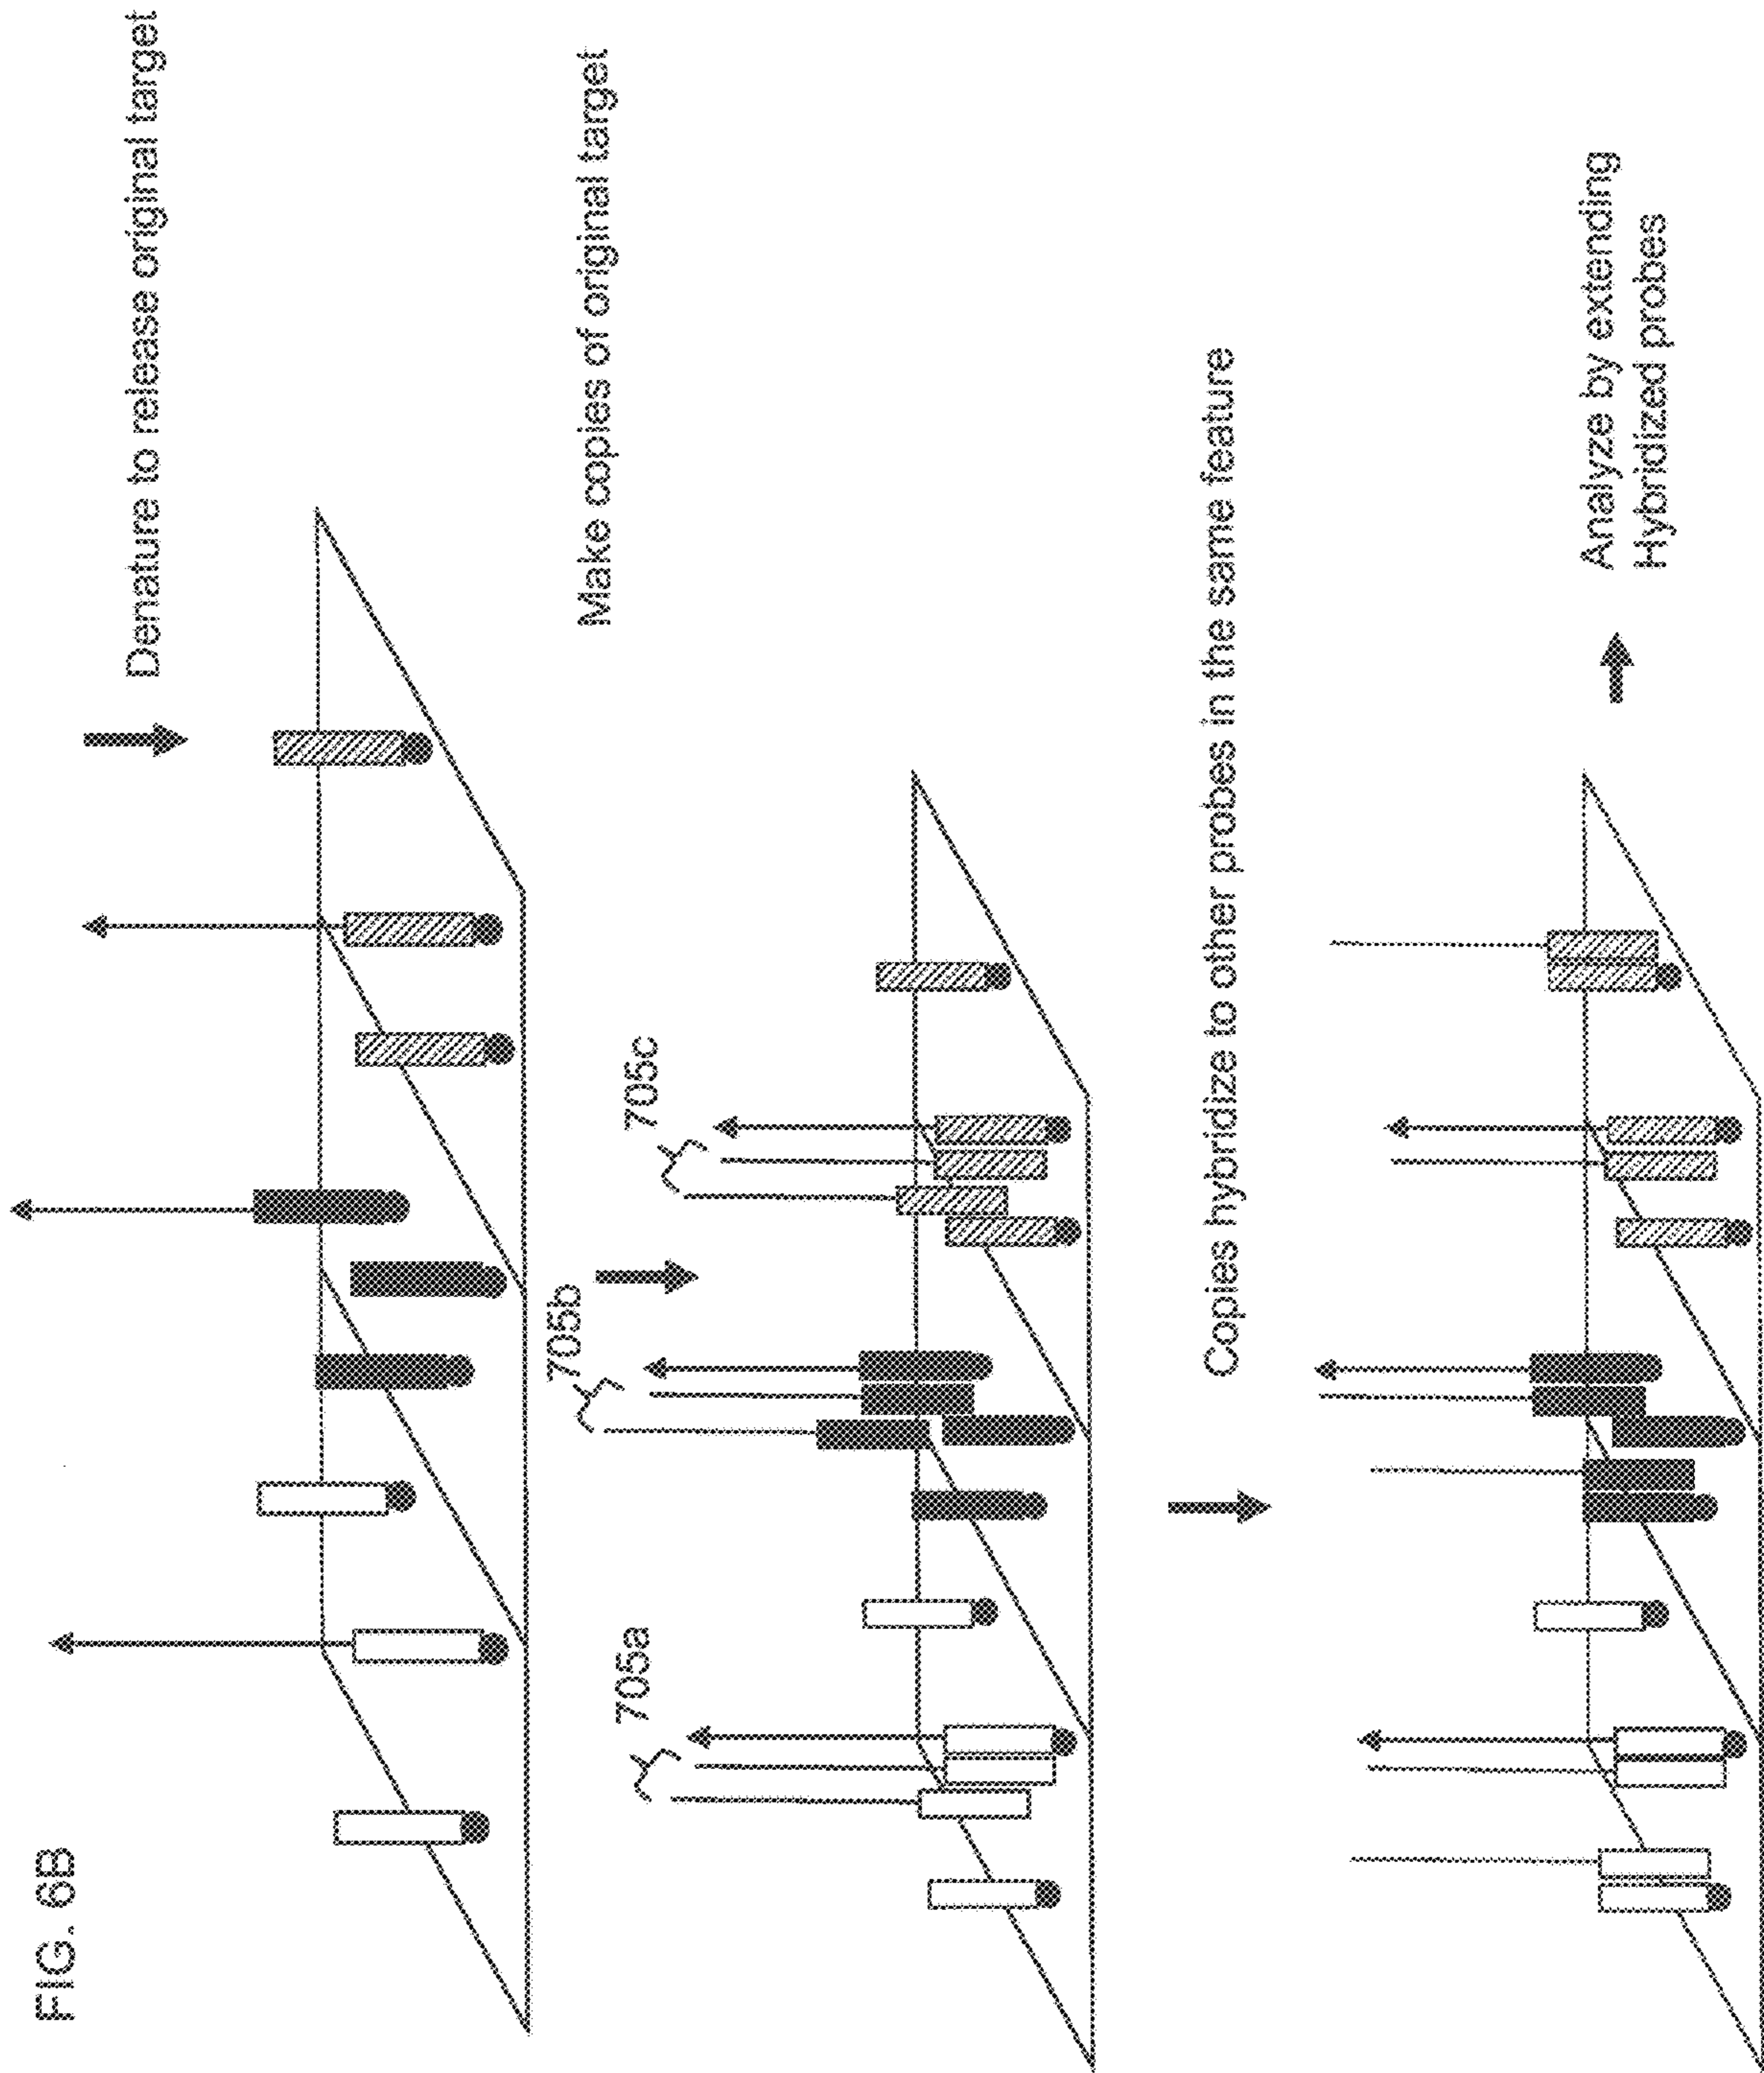 FIG. 6B
Denature to release original target
Make copies of original target
705a
705b
705c
Copies hybridize to other probes in the same feature
Analyze by extending
Hybridized probes